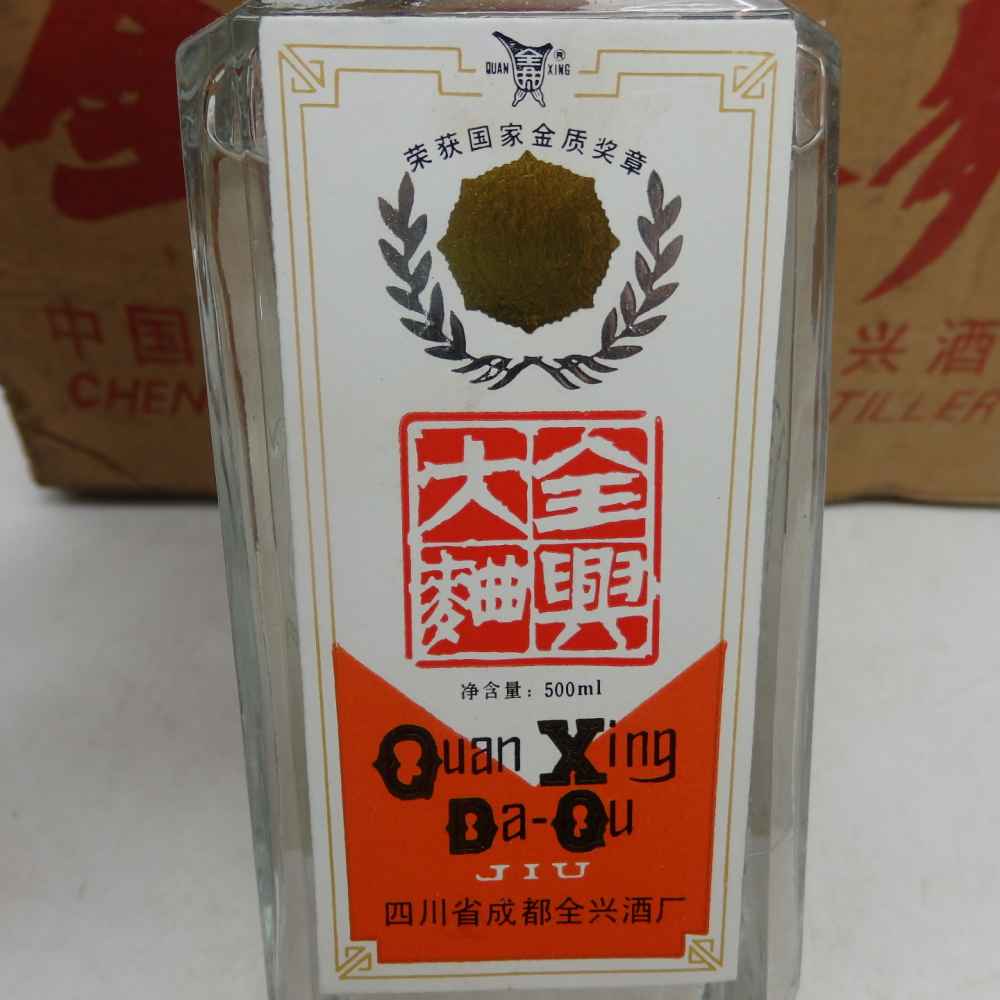 QUAN 全興 ® XING
荣获国家金质奖章
全興
大麯
净含量：500ml
Quan Xing
Da-Qu
JIU
四川省成都全兴酒厂
中国
兴酒
CHEN
TILLER